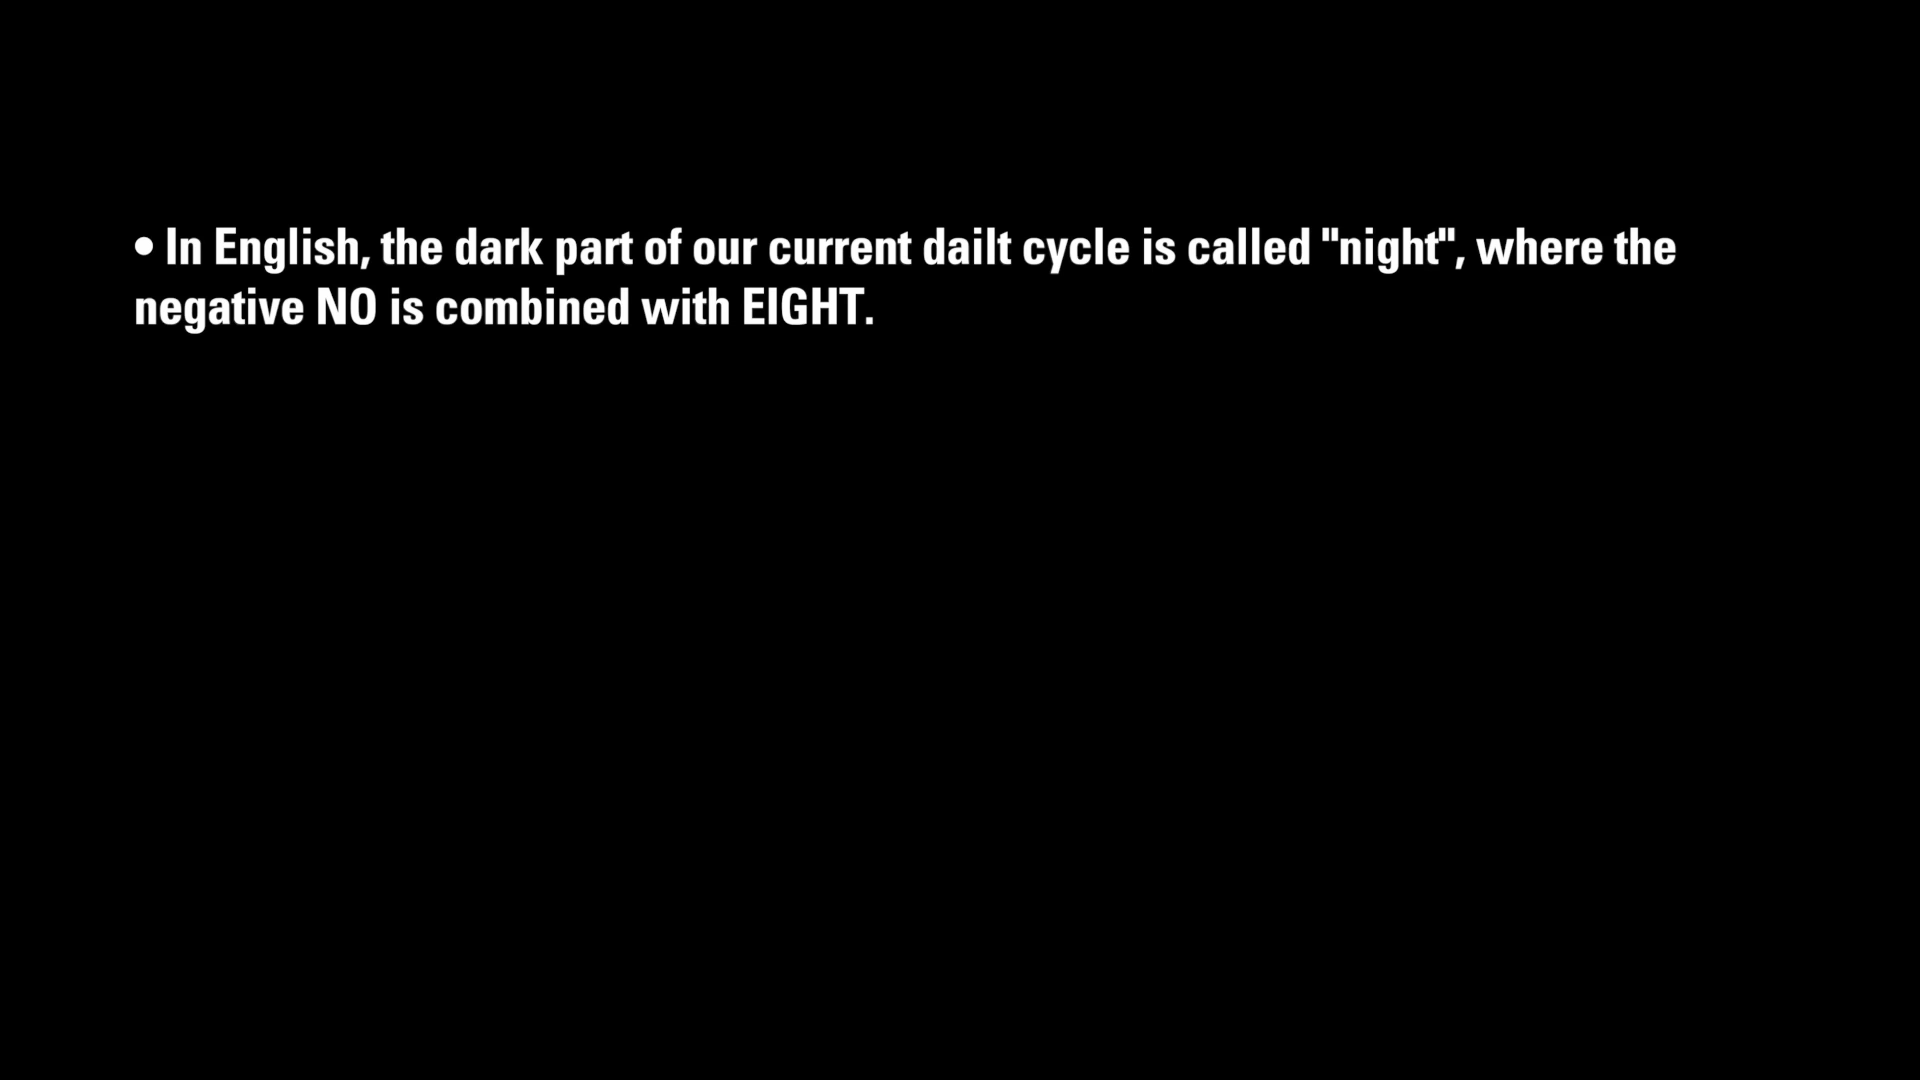 • In English, the dark part of our current dailt cycle is called "night", where the
negative NO is combined with EIGHT.